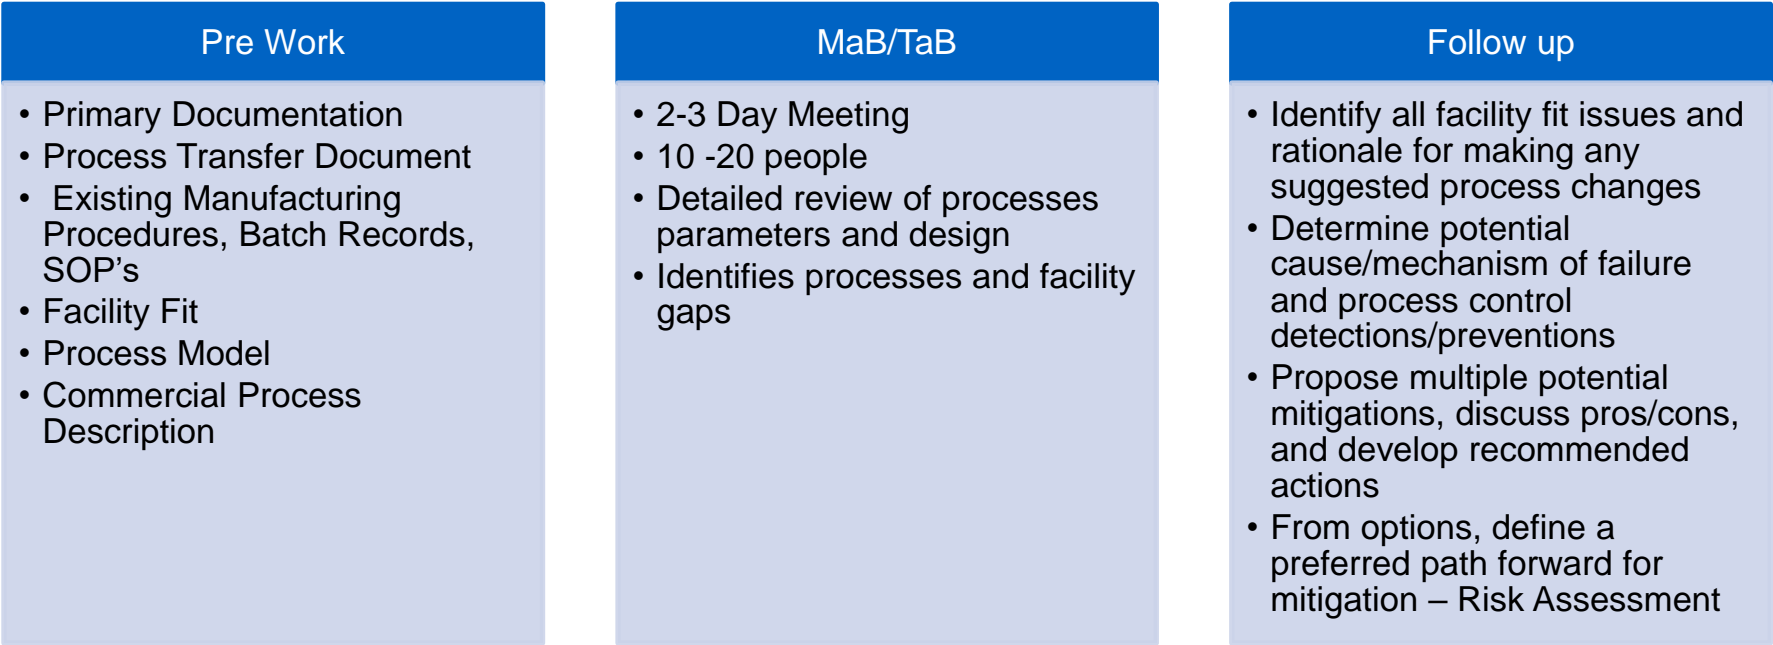 Pre Work
• Primary Documentation
• Process Transfer Document
• Existing Manufacturing
Procedures, Batch Records,
SOP's
• Facility Fit
• Process Model
• Commercial Process
Description
MaB/TaB
• 2-3 Day Meeting
• 10 -20 people
• Detailed review of processes
parameters and design
• Identifies processes and facility
gaps
Follow up
• Identify all facility fit issues and
rationale for making any
suggested process changes
• Determine potential
cause/mechanism of failure
and process control
detections/preventions
• Propose multiple potential
mitigations, discuss pros/cons,
and develop recommended
actions
• From options, define a
preferred path forward for
mitigation – Risk Assessment